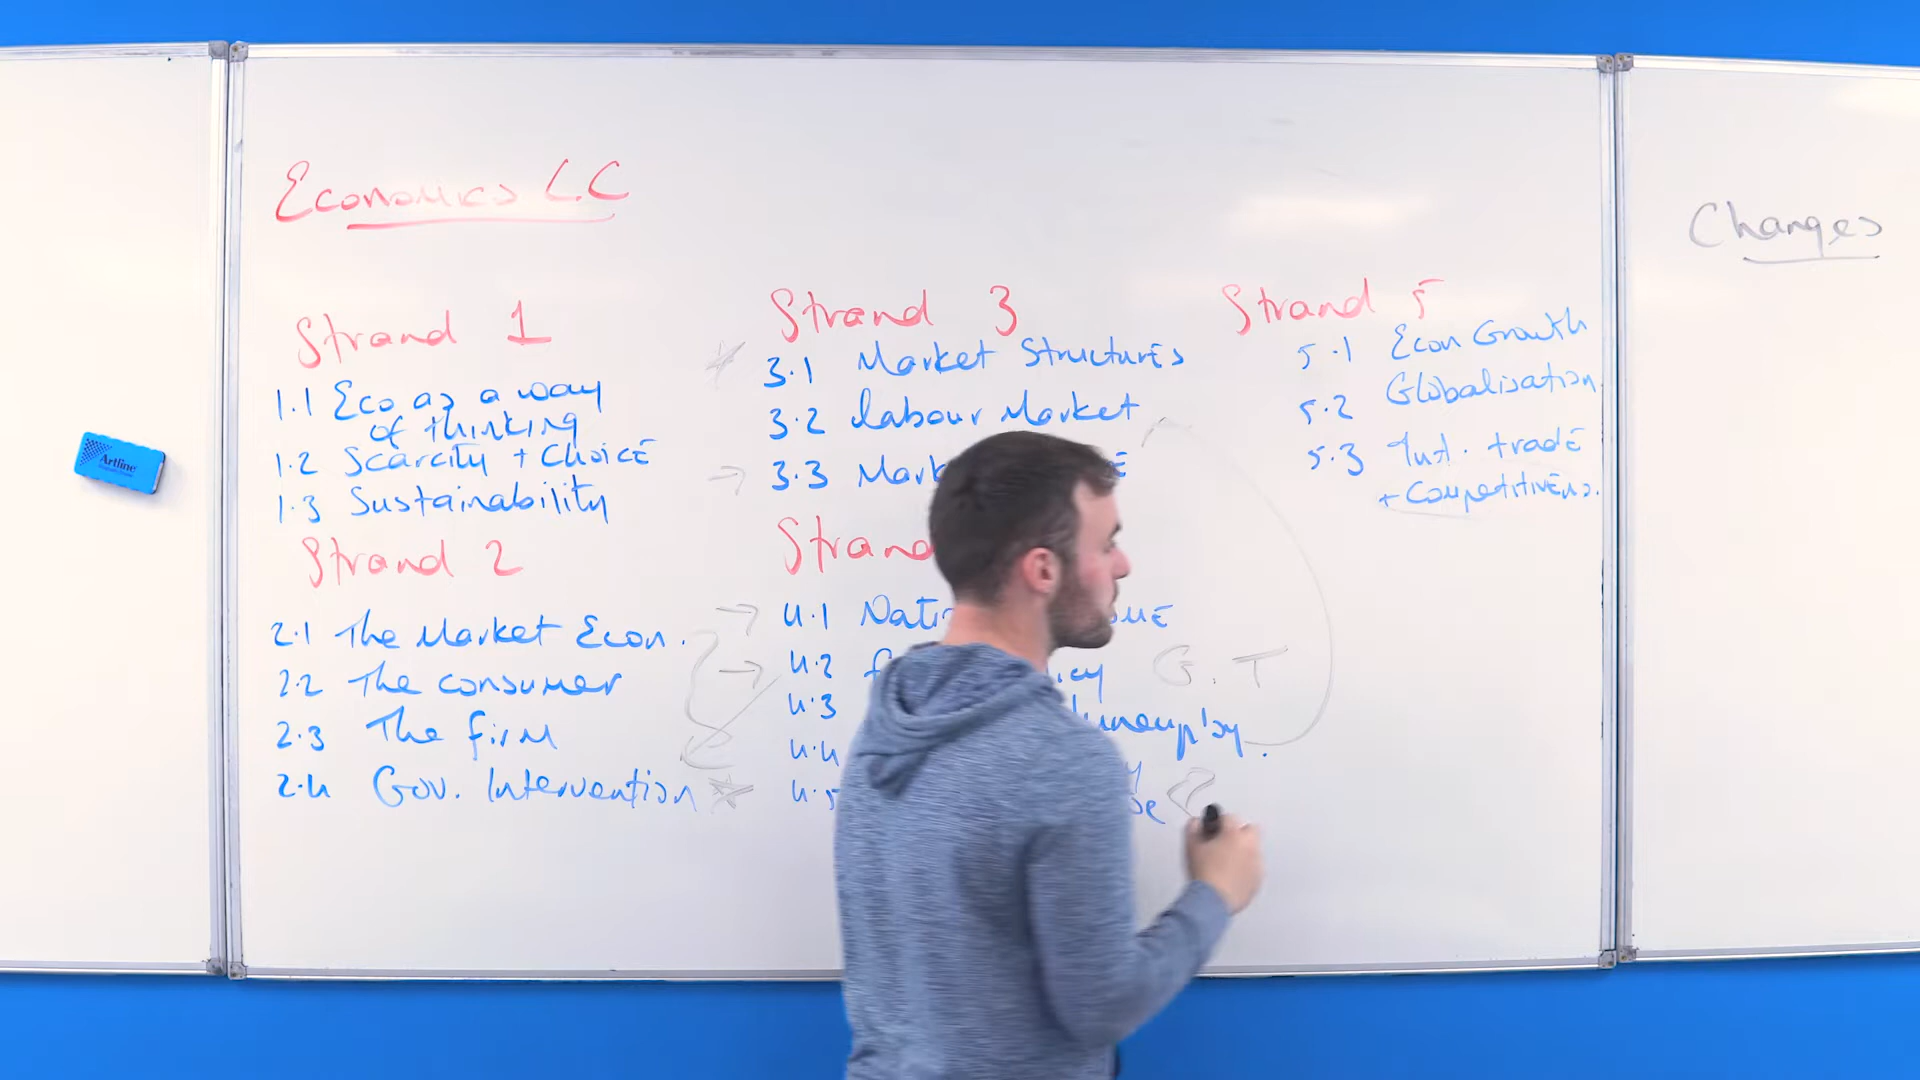 Economics LC
Strand 1
1.1 Eco as a way
of thinking
1.2 Scarcity + Choice
1.3 Sustainability
Strand 2
2.1 The Market Econ.
2.2 The consumer
2.3 The firm
2.4 Gov. Intervention
Strand 3
3.1 Market Structures
3.2 labour Market
3.3
Strand
4.1
4.2 G.T
4.3
4.4
4.5
Strand 5
5.1 Econ Growth
5.2 Globalisation
5.3 Int. trade
+ Competitiveness.
Changes
Artline